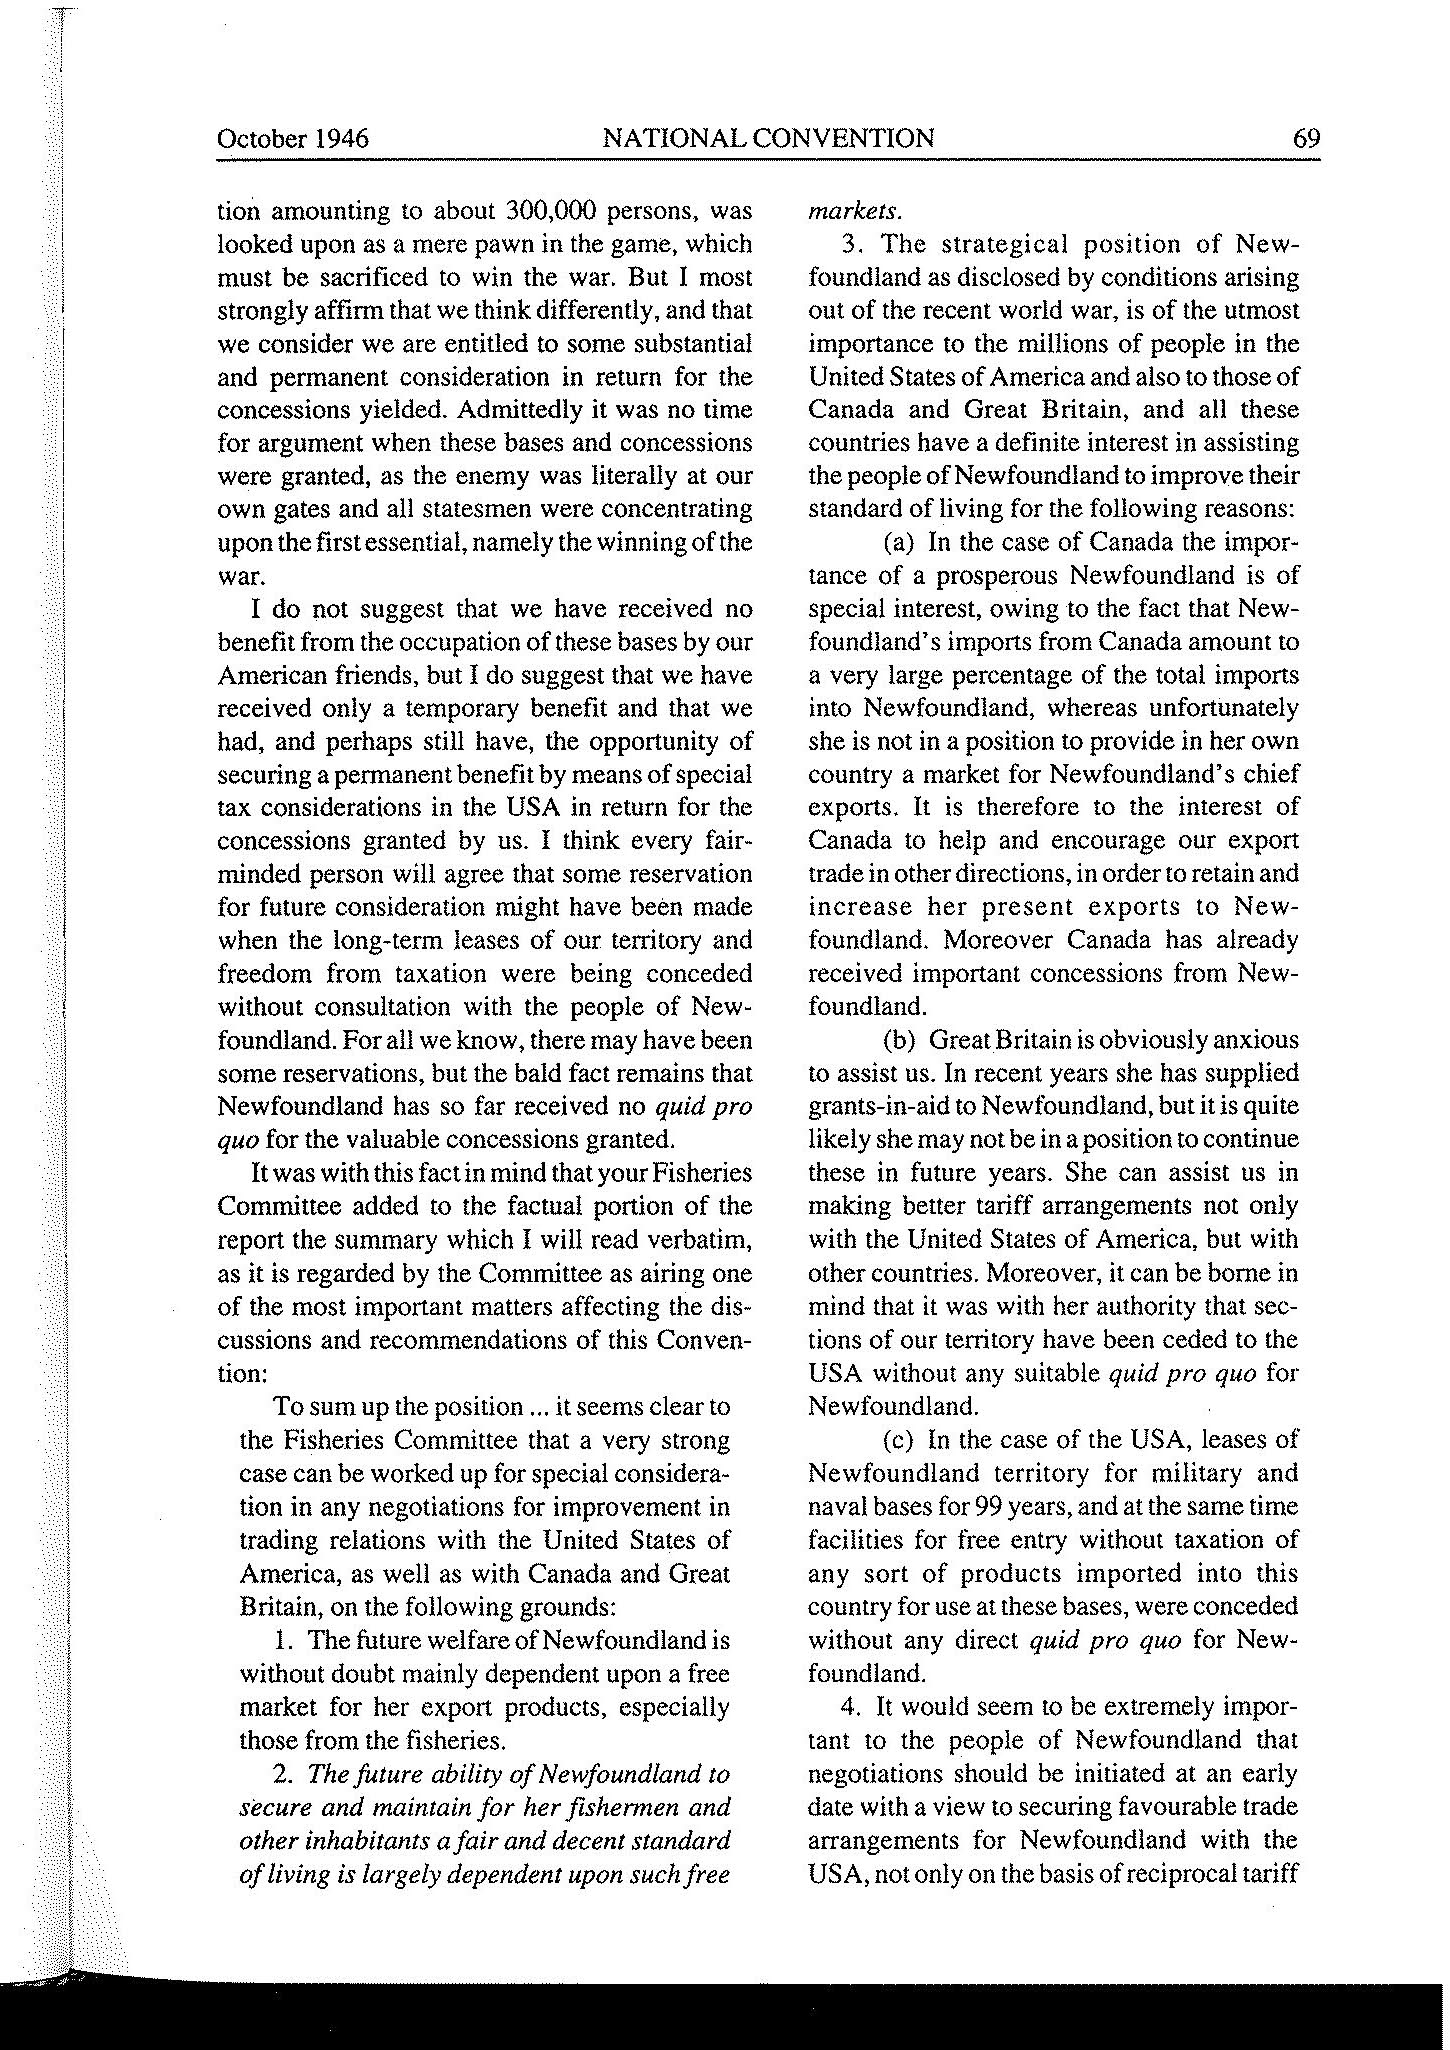 October 1946
NATIONAL CONVENTION
69
tion amounting to about 300,000 persons, was
looked upon as a mere pawn in the game, which
must be sacrificed to win the war. But I most
strongly affirm that we think differently, and that
we consider we are entitled to some substantial
and permanent consideration in return for the
concessions yielded. Admittedly it was no time
for argument when these bases and concessions
were granted, as the enemy was literally at our
own gates and all statesmen were concentrating
upon the first essential, namely the winning of the
war.
I do not suggest that we have received no
benefit from the occupation of these bases by our
American friends, but I do suggest that we have
received only a temporary benefit and that we
had, and perhaps still have, the opportunity of
securing a permanent benefit by means of special
tax considerations in the USA in return for the
concessions granted by us. I think every fair-
minded person will agree that some reservation
for future consideration might have been made
when the long-term leases of our territory and
freedom from taxation were being conceded
without consultation with the people of New-
foundland. For all we know, there may have been
some reservations, but the bald fact remains that
Newfoundland has so far received no quid pro
quo for the valuable concessions granted.
It was with this fact in mind that your Fisheries
Committee added to the factual portion of the
report the summary which I will read verbatim,
as it is regarded by the Committee as airing one
of the most important matters affecting the dis-
cussions and recommendations of this Conven-
tion:
To sum up the position ... it seems clear to
the Fisheries Committee that a very strong
case can be worked up for special considera-
tion in any negotiations for improvement in
trading relations with the United States of
America, as well as with Canada and Great
Britain, on the following grounds:
1. The future welfare of Newfoundland is
without doubt mainly dependent upon a free
market for her export products, especially
those from the fisheries.
2. The future ability of Newfoundland to
secure and maintain for her fishermen and
other inhabitants a fair and decent standard
of living is largely dependent upon such free
markets.
3. The strategical position of New-
foundland as disclosed by conditions arising
out of the recent world war, is of the utmost
importance to the millions of people in the
United States of America and also to those of
Canada and Great Britain, and all these
countries have a definite interest in assisting
the people of Newfoundland to improve their
standard of living for the following reasons:
(a) In the case of Canada the impor-
tance of a prosperous Newfoundland is of
special interest, owing to the fact that New-
foundland's imports from Canada amount to
a very large percentage of the total imports
into Newfoundland, whereas unfortunately
she is not in a position to provide in her own
country a market for Newfoundland's chief
exports. It is therefore to the interest of
Canada to help and encourage our export
trade in other directions, in order to retain and
increase her present exports to New-
foundland. Moreover Canada has already
received important concessions from New-
foundland.
(b) Great Britain is obviously anxious
to assist us. In recent years she has supplied
grants-in-aid to Newfoundland, but it is quite
likely she may not be in a position to continue
these in future years. She can assist us in
making better tariff arrangements not only
with the United States of America, but with
other countries. Moreover, it can be borne in
mind that it was with her authority that sec-
tions of our territory have been ceded to the
USA without any suitable quid pro quo for
Newfoundland.
(c) In the case of the USA, leases of
Newfoundland territory for military and
naval bases for 99 years, and at the same time
facilities for free entry without taxation of
any sort of products imported into this
country for use at these bases, were conceded
without any direct quid pro quo for New-
foundland.
4. It would seem to be extremely impor-
tant to the people of Newfoundland that
negotiations should be initiated at an early
date with a view to securing favourable trade
arrangements for Newfoundland with the
USA, not only on the basis of reciprocal tariff